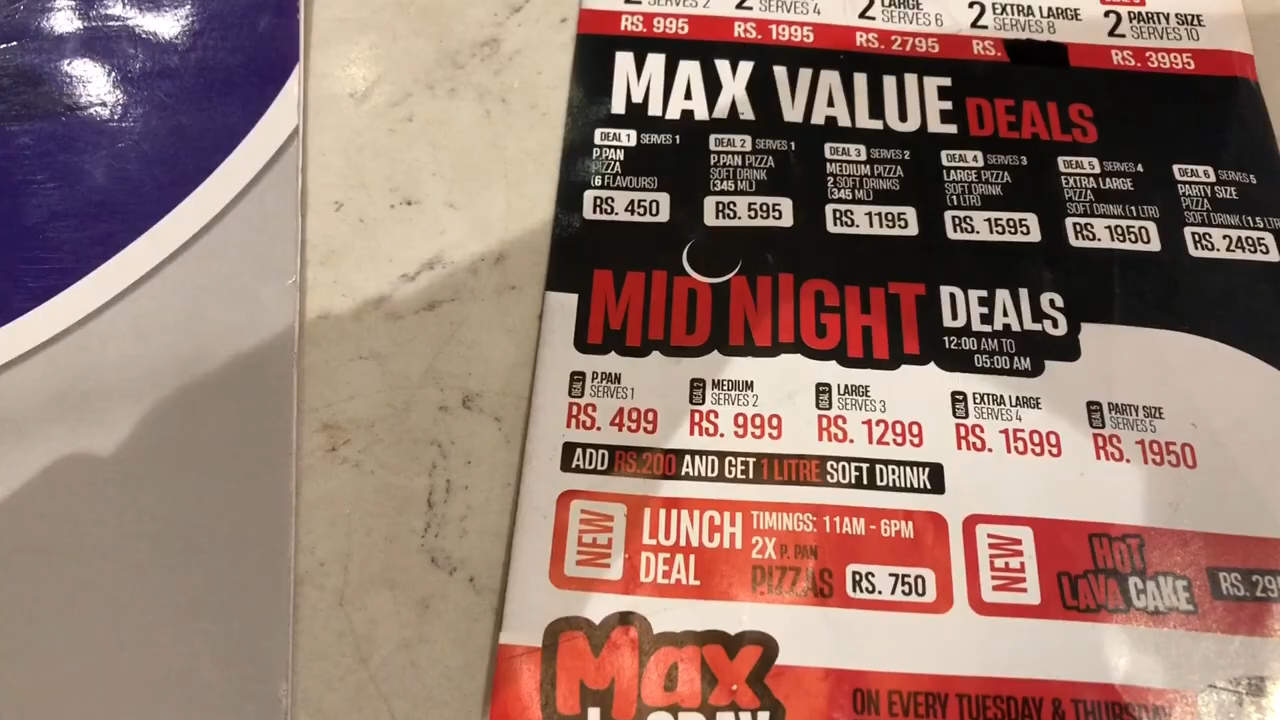 2 SERVES 2
2 SERVES 4
2 LARGE SERVES 6
2 EXTRA LARGE SERVES 8
2 PARTY SIZE SERVES 10
RS. 995
RS. 1995
RS. 2795
RS.
RS. 3995
MAX VALUE DEALS
DEAL 1 SERVES 1
P.PAN
PIZZA
(6 FLAVOURS)
RS. 450
DEAL 2 SERVES 1
P.PAN PIZZA
SOFT DRINK
(345 ML)
RS. 595
DEAL 3 SERVES 2
MEDIUM PIZZA
2 SOFT DRINKS
(345 ML)
RS. 1195
DEAL 4 SERVES 3
LARGE PIZZA
SOFT DRINK
(1 LTR)
RS. 1595
DEAL 5 SERVES 4
EXTRA LARGE
PIZZA
SOFT DRINK (1 LTR)
RS. 1950
DEAL 6 SERVES 5
PARTY SIZE
PIZZA
SOFT DRINK (1.5 LTR
RS. 2495
MID NIGHT DEALS
12:00 AM TO
05:00 AM
DEAL 1 P.PAN
SERVES 1
RS. 499
DEAL 2 MEDIUM
SERVES 2
RS. 999
DEAL 3 LARGE
SERVES 3
RS. 1299
DEAL 4 EXTRA LARGE
SERVES 4
RS. 1599
DEAL 5 PARTY SIZE
SERVES 5
RS. 1950
ADD RS.200 AND GET 1 LITRE SOFT DRINK
NEW
LUNCH
DEAL
TIMINGS: 11AM - 6PM
2X P. PAN
PIZZAS RS. 750
NEW
HOT
LAVA CAKE
RS. 29
Max
ON EVERY TUESDAY & THURSDAY